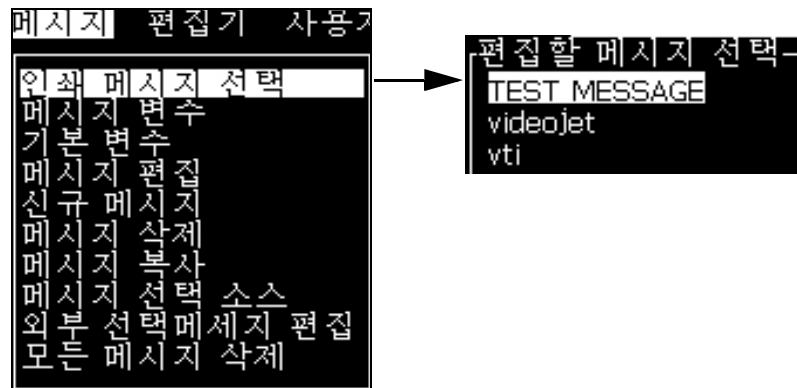 메시지 편집기 사용자
인쇄 메시지 선택
메시지 변수
기본 변수
메시지 편집
신규 메시지
메시지 삭제
메시지 복사
메시지 선택 소스
외부 선택메세지 편집
모든 메시지 삭제
편집할 메시지 선택
TEST MESSAGE
videojet
vti